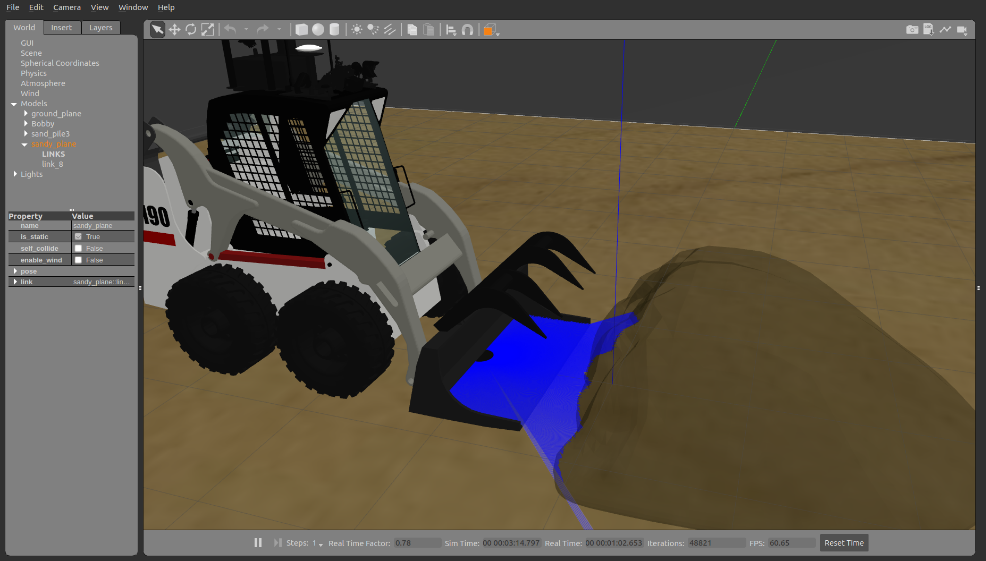 File Edit Camera View Window Help
World Insert Layers
GUI
Scene
Spherical Coordinates
Physics
Atmosphere
Wind
Models
ground_plane
Bobby
sand_pile3
sandy_plane
LINKS
link_8
Lights
Property Value
name sandy_plane
is_static True
self_collide False
enable_wind False
pose
link sandy_plane: lin...
Steps: 1 Real Time Factor: 0.78 Sim Time: 00 00:03:14.797 Real Time: 00 00:01:02.653 Iterations: 48821 FPS: 60.65 Reset Time